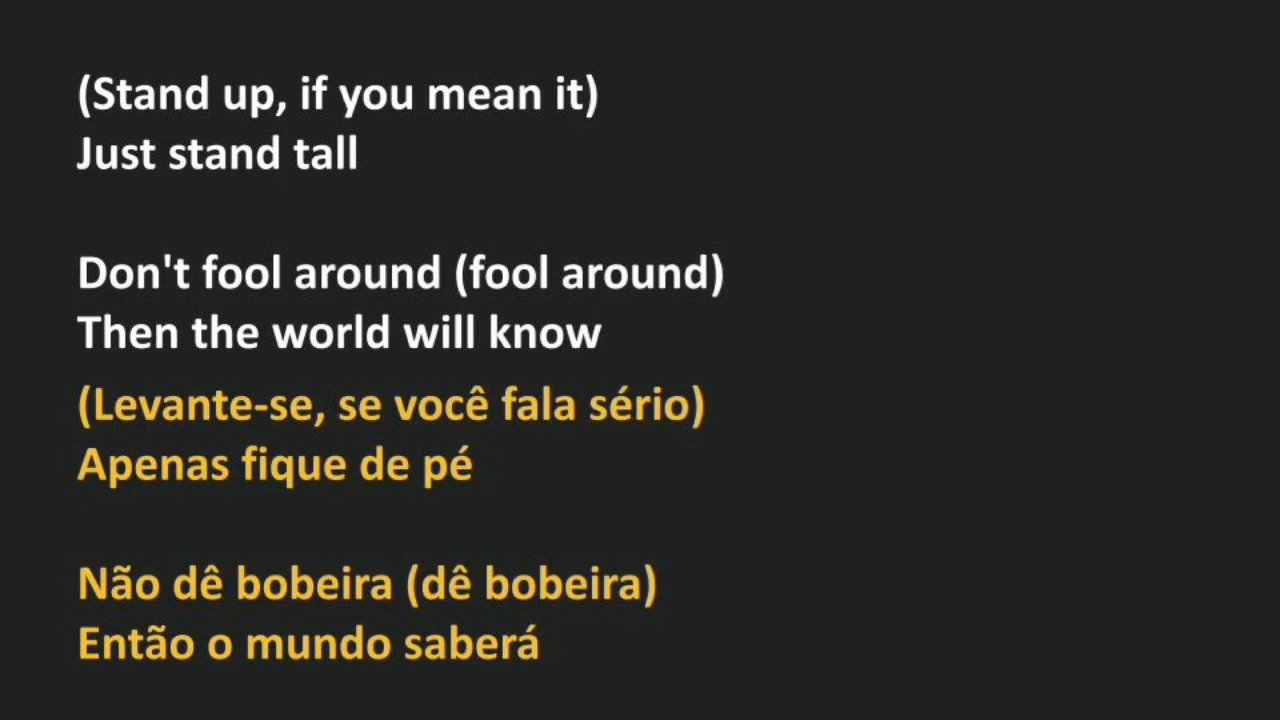 (Stand up, if you mean it)
Just stand tall
Don't fool around (fool around)
Then the world will know
(Levante-se, se você fala sério)
Apenas fique de pé
Não dê bobeira (dê bobeira)
Então o mundo saberá